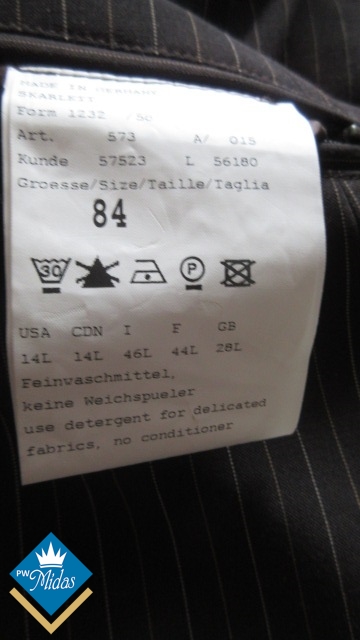 MADE IN GERMANY
SKARLETT
Form 1232 /50
Art. 573 A/ 015
Kunde 57523 L 56180
Groesse/Size/Taille/Taglia
84
30 P
USA CDN I F GB
14L 14L 46L 44L 28L
Feinwaschmittel,
keine Weichspueler
use detergent for delicated
fabrics, no conditioner
PW
Midas